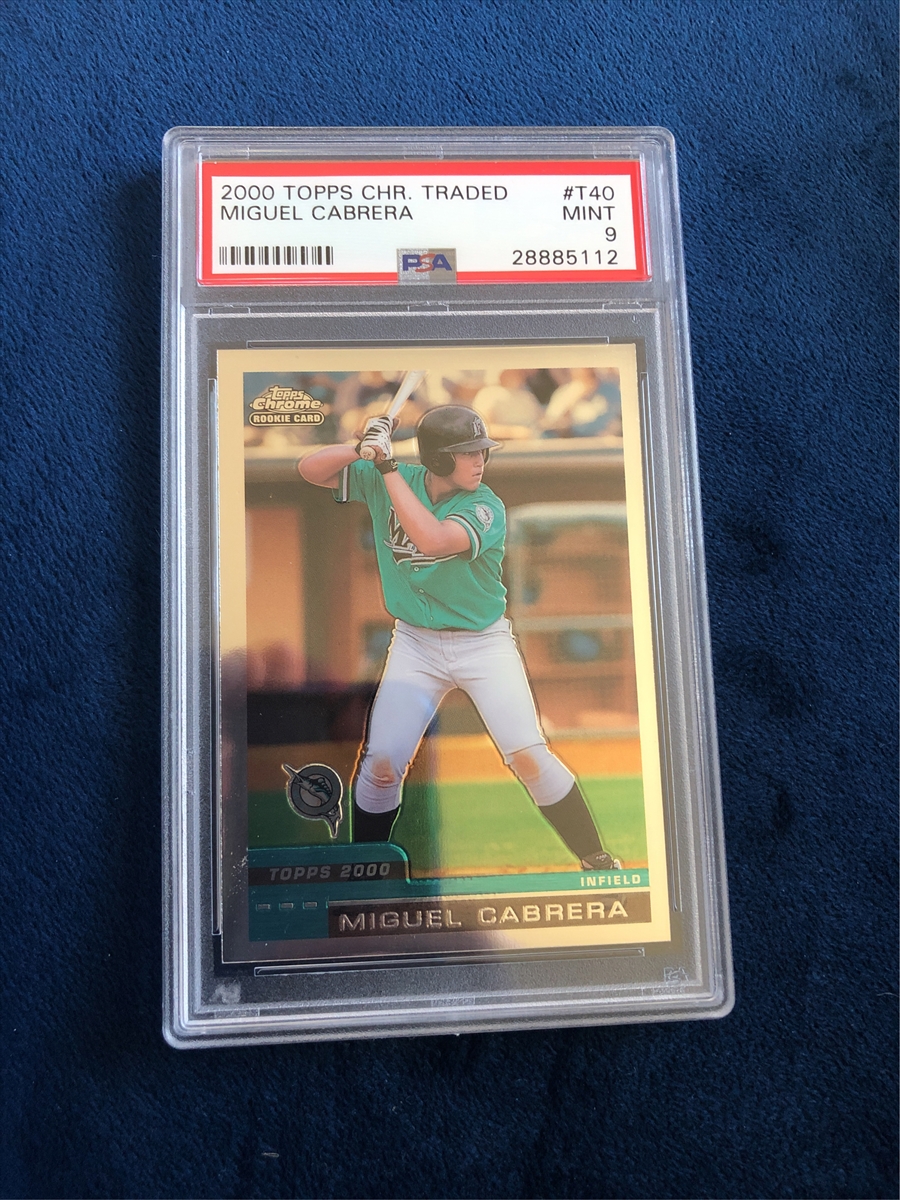 2000 TOPPS CHR. TRADED #T40
MIGUEL CABRERA MINT
9
PSA 28885112
Topps
Chrome
ROOKIE CARD
TOPPS 2000
INFIELD
MIGUEL CABRERA